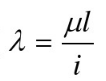 λ = μl / i